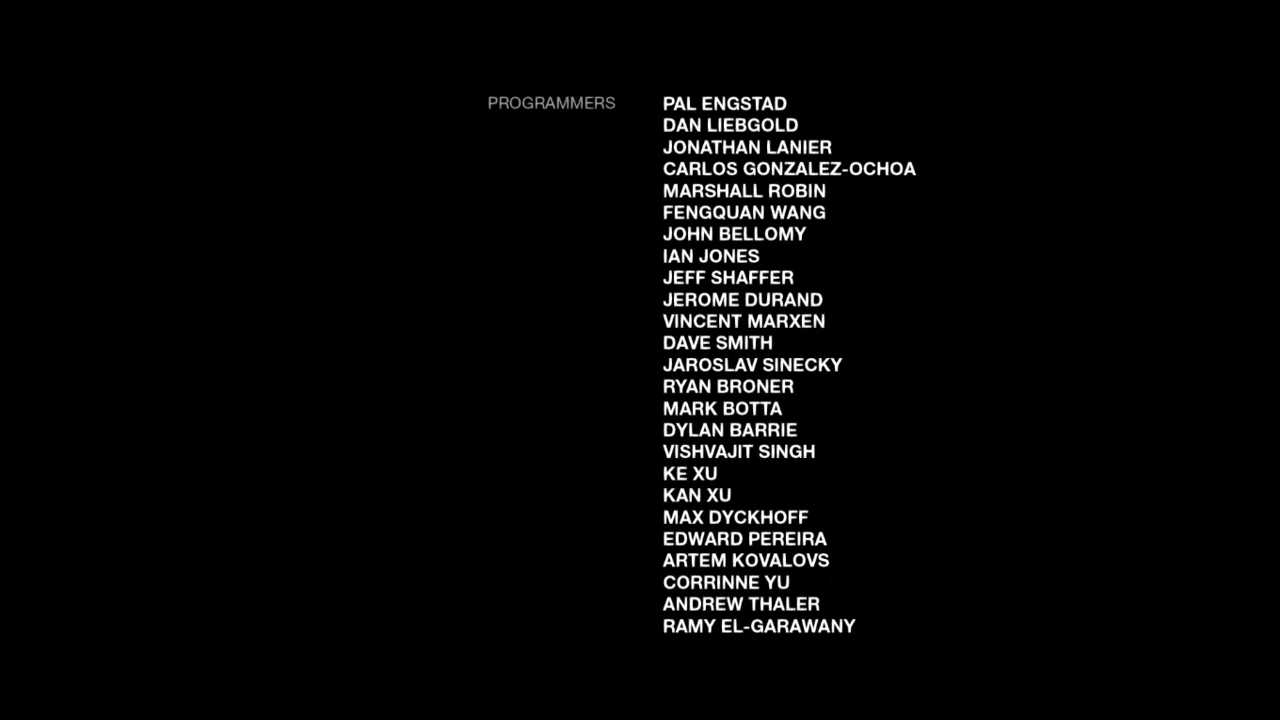 PROGRAMMERS PAL ENGSTAD
DAN LIEBGOLD
JONATHAN LANIER
CARLOS GONZALEZ-OCHOA
MARSHALL ROBIN
FENGQUAN WANG
JOHN BELLOMY
IAN JONES
JEFF SHAFFER
JEROME DURAND
VINCENT MARXEN
DAVE SMITH
JAROSLAV SINECKY
RYAN BRONER
MARK BOTTA
DYLAN BARRIE
VISHVAJIT SINGH
KE XU
KAN XU
MAX DYCKHOFF
EDWARD PEREIRA
ARTEM KOVALOVS
CORRINNE YU
ANDREW THALER
RAMY EL-GARAWANY